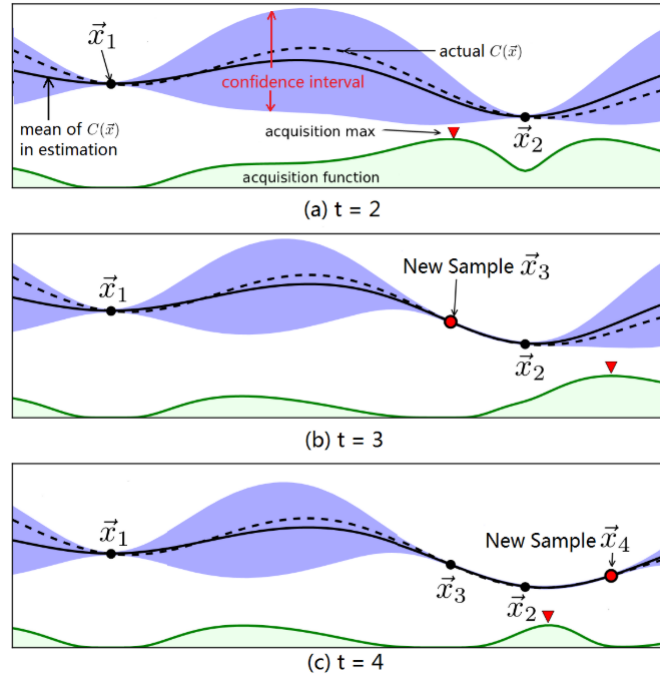 x⃗₁
actual C(x⃗)
confidence interval
mean of C(x⃗)
in estimation
acquisition max
x⃗₂
acquisition function
(a) t = 2
New Sample x⃗₃
x⃗₁
x⃗₂
(b) t = 3
x⃗₁
New Sample x⃗₄
x⃗₃
x⃗₂
(c) t = 4